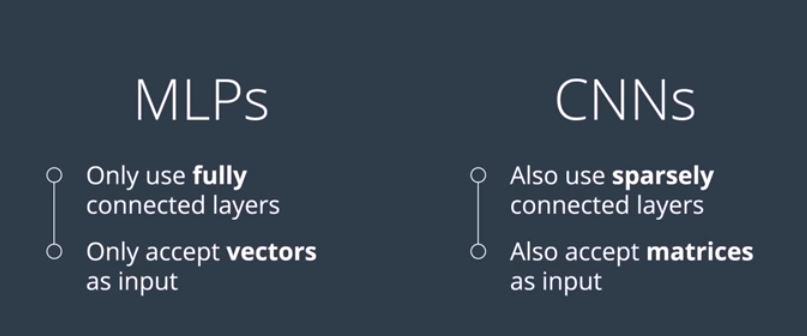 MLPs
Only use fully
connected layers
Only accept vectors
as input
CNNs
Also use sparsely
connected layers
Also accept matrices
as input